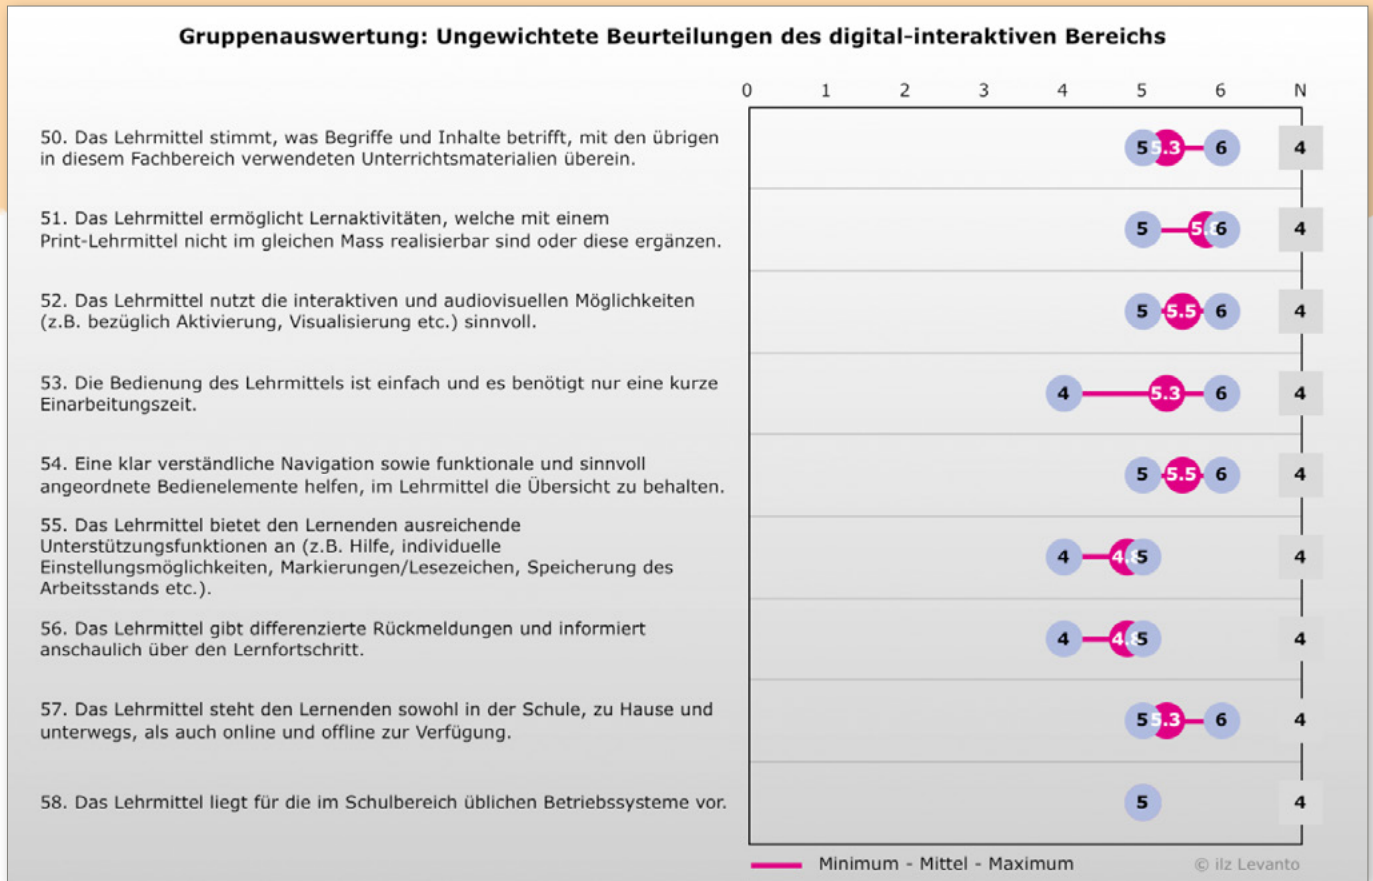 Gruppenauswertung: Ungewichtete Beurteilungen des digital-interaktiven Bereichs
0 1 2 3 4 5 6 N
50. Das Lehrmittel stimmt, was Begriffe und Inhalte betrifft, mit den übrigen
in diesem Fachbereich verwendeten Unterrichtsmaterialien überein.
5 5.3 6 4
51. Das Lehrmittel ermöglicht Lernaktivitäten, welche mit einem
Print-Lehrmittel nicht im gleichen Mass realisierbar sind oder diese ergänzen.
5 5.8 6 4
52. Das Lehrmittel nutzt die interaktiven und audiovisuellen Möglichkeiten
(z.B. bezüglich Aktivierung, Visualisierung etc.) sinnvoll.
5 5.5 6 4
53. Die Bedienung des Lehrmittels ist einfach und es benötigt nur eine kurze
Einarbeitungszeit.
4 5.3 6 4
54. Eine klar verständliche Navigation sowie funktionale und sinnvoll
angeordnete Bedienelemente helfen, im Lehrmittel die Übersicht zu behalten.
5 5.5 6 4
55. Das Lehrmittel bietet den Lernenden ausreichende
Unterstützungsfunktionen an (z.B. Hilfe, individuelle
Einstellungsmöglichkeiten, Markierungen/Lesezeichen, Speicherung des
Arbeitsstands etc.).
4 4.8 5 4
56. Das Lehrmittel gibt differenzierte Rückmeldungen und informiert
anschaulich über den Lernfortschritt.
4 4.8 5 4
57. Das Lehrmittel steht den Lernenden sowohl in der Schule, zu Hause und
unterwegs, als auch online und offline zur Verfügung.
5 5.3 6 4
58. Das Lehrmittel liegt für die im Schulbereich üblichen Betriebssysteme vor.
5 4
Minimum - Mittel - Maximum
© ilz Levanto